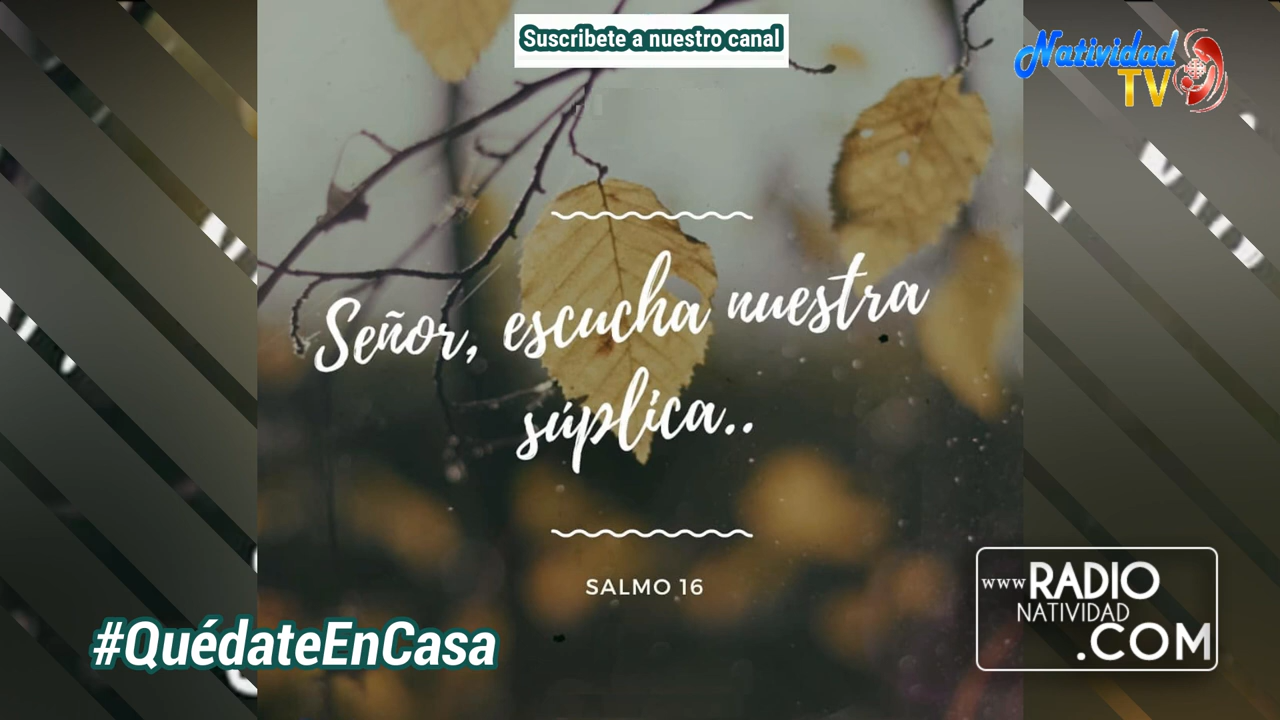 Suscribete a nuestro canal
Natividad
TV
Señor, escucha nuestra
súplica..
SALMO 16
#QuédateEnCasa
www RADIO
NATIVIDAD
.COM